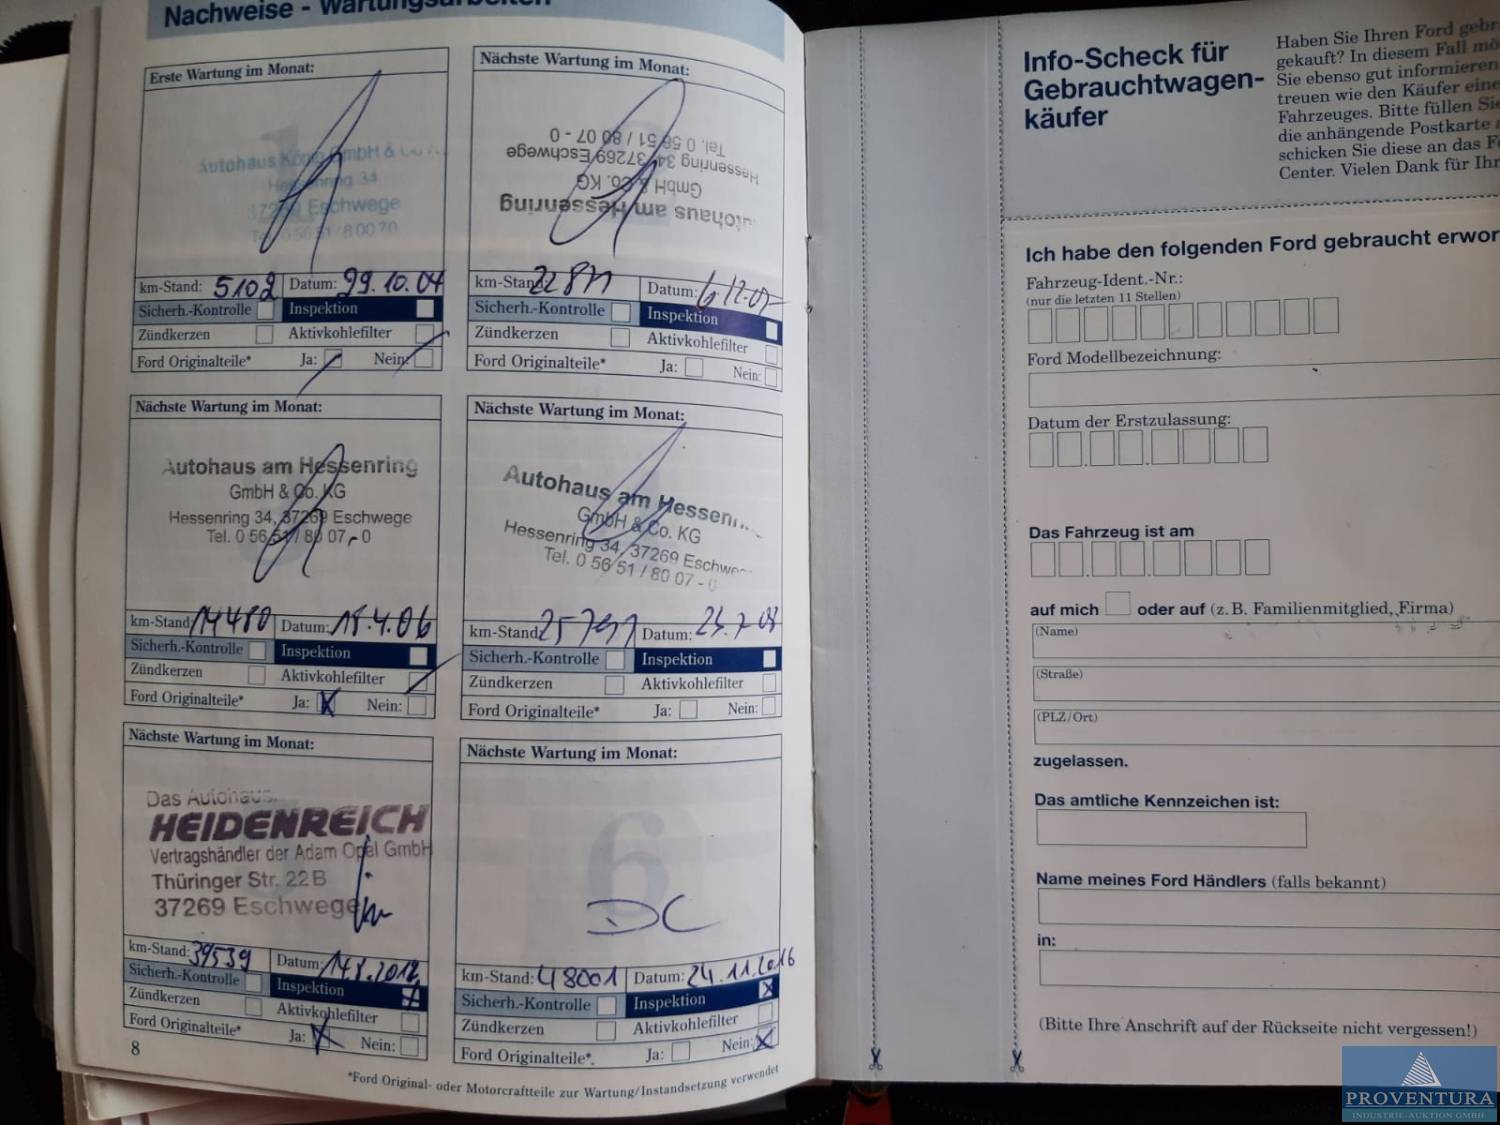 Nachweise - Wartungsarbeiten
Erste Wartung im Monat:
Autohaus König GmbH &
Hessenring 34
37269 Eschwege
Tel. 05651/80070
km-Stand: 5102 Datum: 29.10.04
Sicherh.-Kontrolle Inspektion
Zündkerzen Aktivkohlefilter
Ford Originalteile* Ja: Nein:
Nächste Wartung im Monat:
Autohaus am Hessenring
GmbH & Co. KG
Hessenring 34, 37269 Eschwege
Tel. 0 56 51 / 80 07 - 0
km-Stand: Datum:
Sicherh.-Kontrolle Inspektion
Zündkerzen Aktivkohlefilter
Ford Originalteile* Ja: Nein:
Nächste Wartung im Monat:
Autohaus am Hessenring
GmbH & Co. KG
Hessenring 34, 37269 Eschwege
Tel. 0 56 51 / 80 07 - 0
km-Stand: 14480 Datum: 18.4.06
Sicherh.-Kontrolle Inspektion
Zündkerzen Aktivkohlefilter
Ford Originalteile* Ja: X Nein:
Nächste Wartung im Monat:
Autohaus am Hessenr
GmbH & Co. KG
Hessenring 34, 37269 Eschwe
Tel. 0 56 51 / 80 07 - 0
km-Stand Datum:
Sicherh.-Kontrolle Inspektion
Zündkerzen Aktivkohlefilter
Ford Originalteile* Ja: Nein:
Nächste Wartung im Monat:
Das Autohaus
HEIDENREICH
Vertragshändler der Adam Opel GmbH
Thüringer Str. 22B
37269 Eschwege
km-Stand: 39539 Datum: 14.8.2012
Sicherh.-Kontrolle Inspektion X
Zündkerzen Aktivkohlefilter
Ford Originalteile* Ja: X Nein:
Nächste Wartung im Monat:
6
DC
km-Stand: 48001 Datum: 24.11.2016
Sicherh.-Kontrolle Inspektion X
Zündkerzen Aktivkohlefilter
Ford Originalteile*. Ja: Nein: X
8
*Ford Original- oder Motorcraftteile zur Wartung/Instandsetzung verwendet
Info-Scheck für
Gebrauchtwagen-
käufer
Haben Sie Ihren Ford gebr
gekauft? In diesem Fall mö
Sie ebenso gut informieren
treuen wie den Käufer eine
Fahrzeuges. Bitte füllen Sie
die anhängende Postkarte a
schicken Sie diese an das F
Center. Vielen Dank für Ihr
Ich habe den folgenden Ford gebraucht erwor
Fahrzeug-Ident.-Nr.:
(nur die letzten 11 Stellen)
Ford Modellbezeichnung:
Datum der Erstzulassung:
Das Fahrzeug ist am
auf mich oder auf (z. B. Familienmitglied, Firma)
(Name)
(Straße)
(PLZ/Ort)
zugelassen.
Das amtliche Kennzeichen ist:
Name meines Ford Händlers (falls bekannt)
in:
(Bitte Ihre Anschrift auf der Rückseite nicht vergessen!)
PROVENTURA
INDUSTRIE-AUKTION GMBH